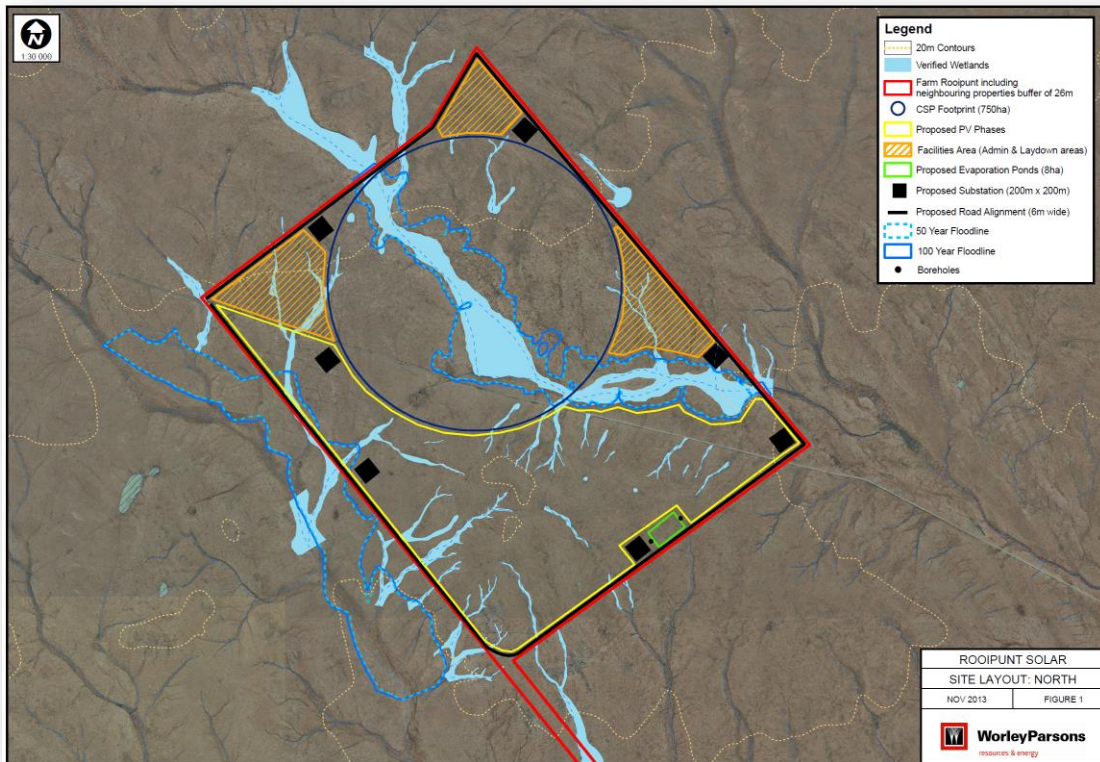 N
1:30 000
Legend
20m Contours
Verified Wetlands
Farm Rooipunt including
neighbouring properties buffer of 26m
CSP Footprint (750ha)
Proposed PV Phases
Facilities Area (Admin & Laydown areas)
Proposed Evaporation Ponds (8ha)
Proposed Substation (200m x 200m)
Proposed Road Alignment (6m wide)
50 Year Floodline
100 Year Floodline
Boreholes
ROOIPUNT SOLAR
SITE LAYOUT: NORTH
NOV 2013 FIGURE 1
WorleyParsons
resources & energy